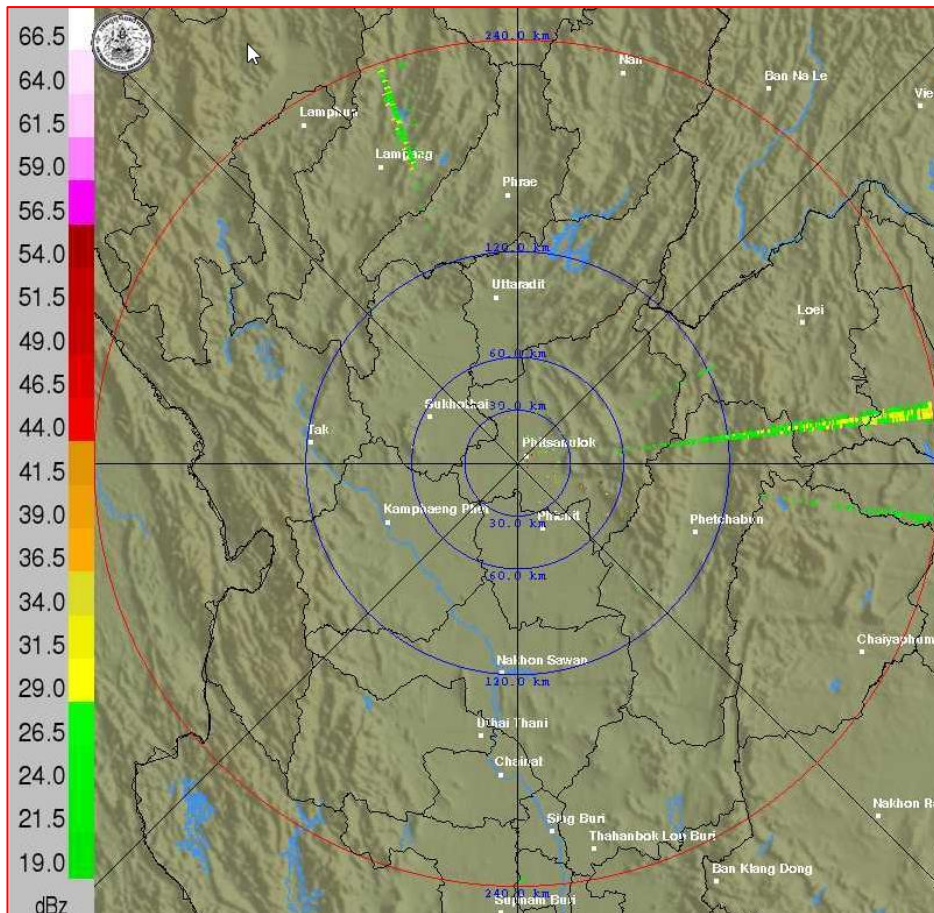 66.5
64.0
61.5
59.0
56.5
54.0
51.5
49.0
46.5
44.0
41.5
39.0
36.5
34.0
31.5
29.0
26.5
24.0
21.5
19.0
dBz
240.0 km
Nan
Ban Na Le
Vie
Lamphun
Lampang
Phrae
120.0 km
Uttaradit
Loei
60.0 km
30.0 km
Sukhothai
Tak
Phitsanulok
Kamphaeng Phet
Phichit
30.0 km
Phetchabun
60.0 km
Chaiyaphum
Nakhon Sawan
120.0 km
Uthai Thani
Chainat
Sing Buri
Nakhon R
Thahanbok Lop Buri
Ban Klang Dong
240.0 km
Suphan Buri